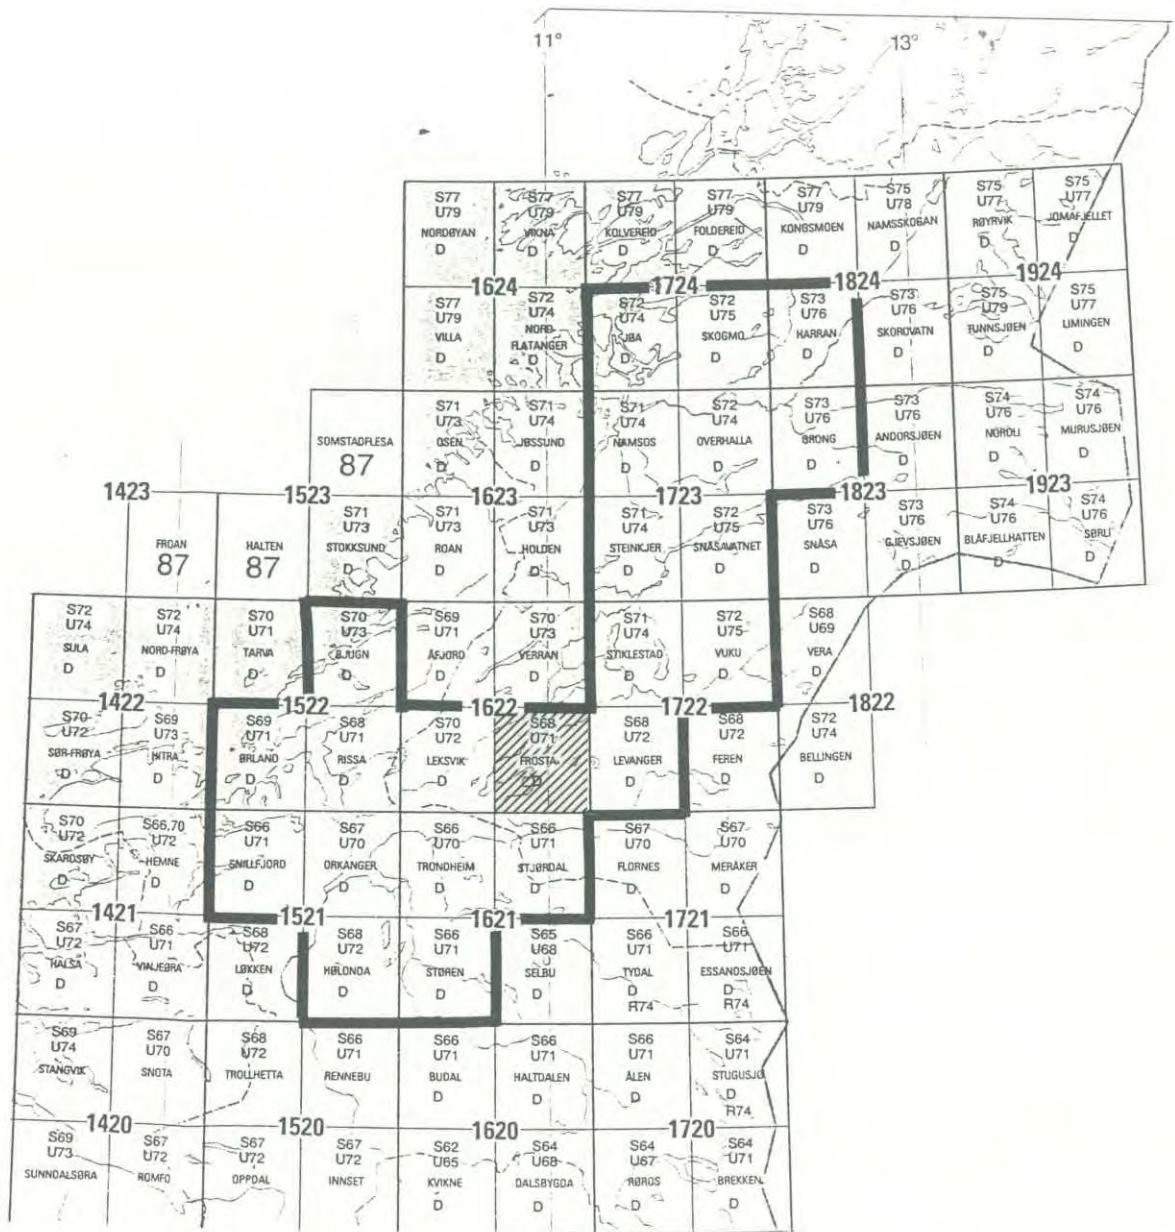 11°
13°
S77 S77 S77 S77 S77 S75 S75 S75
U79 U79 U79 U79 U79 U78 U77 U77
NORDØYAN VIKNA KOLVEREID FOLDEREID KONGSMOEN NAMSSKOGAN RØYRVIK JOMAFJELLET
D D D D D D D D
1624 1724 1824 1924
S77 S72 S72 S72 S73 S73 S75 S75
U79 U74 U74 U75 U76 U76 U79 U77
VILLA NORD-FLATANGER JØA SKOGMO HARRAN SKOROVATN TUNNSJØEN LIMINGEN
D D D D D D D D
S71 S71 S71 S72 S73 S73 S74 S74
U73 U74 U74 U74 U76 U76 U76 U76
SOMSTADFLESA OSEN JØSSUND NAMSOS OVERHALLA GRONG ANDORSJØEN NORDLI MURUSJØEN
87
D D D D D D D D
1423 1523 1623 1723 1823 1923
S71 S71 S71 S71 S72 S73 S73 S74 S74
U73 U73 U73 U74 U75 U76 U76 U76 U76
FROAN HALTEN STOKKSUND ROAN HOLDEN STEINKJER SNÅSAVATNET SNÅSA GJEVSJØEN BLÅFJELLHATTEN SØRLI
87 87
D D D D D D D D D
S72 S72 S70 S70 S69 S70 S71 S72 S68
U74 U74 U71 U73 U71 U73 U74 U75 U69
SULA NORD-FRØYA TARVA BJUGN ÅFJORD VERRAN STIKLESTAD VUKU VERA
D D D D D D D D D
1422 1522 1622 1722 1822
S70 S69 S69 S68 S70 S68 S68 S68 S72
U72 U73 U71 U71 U72 U71 U72 U72 U74
SØR-FRØYA HITRA ØRLAND RISSA LEKSVIK FROSTA LEVANGER FEREN BELLINGEN
D D D D D D D D D
S70 S66,70 S66 S67 S66 S66 S67 S67
U72 U72 U71 U70 U70 U71 U70 U70
SKARDSØY HEMNE SNILLFJORD ORKANGER TRONDHEIM STJØRDAL FLORNES MERÅKER
D D D D D D D D
1421 1521 1621 1721
S67 S66 S68 S68 S66 S65 S66 S66
U72 U71 U72 U72 U71 U68 U71 U71
HALSA VINJEØRA LØKKEN HØLONDA STØREN SELBU TYDAL ESSANDSJØEN
D D D D D D D D
R74 R74
S69 S67 S68 S66 S66 S66 S66 S64
U74 U70 U72 U71 U71 U71 U71 U71
STANGVIK SNOTA TROLLHETTA RENNEBU BUDAL HALTDALEN ÅLEN STUGUSJØ
D D D D
R74
1420 1520 1620 1720
S69 S67 S67 S67 S62 S64 S64 S64
U73 U72 U72 U72 U65 U68 U67 U71
SUNNDALSØRA ROMFO OPPDAL INNSET KVIKNE DALSBYGDA RØROS BREKKEN
D D D D